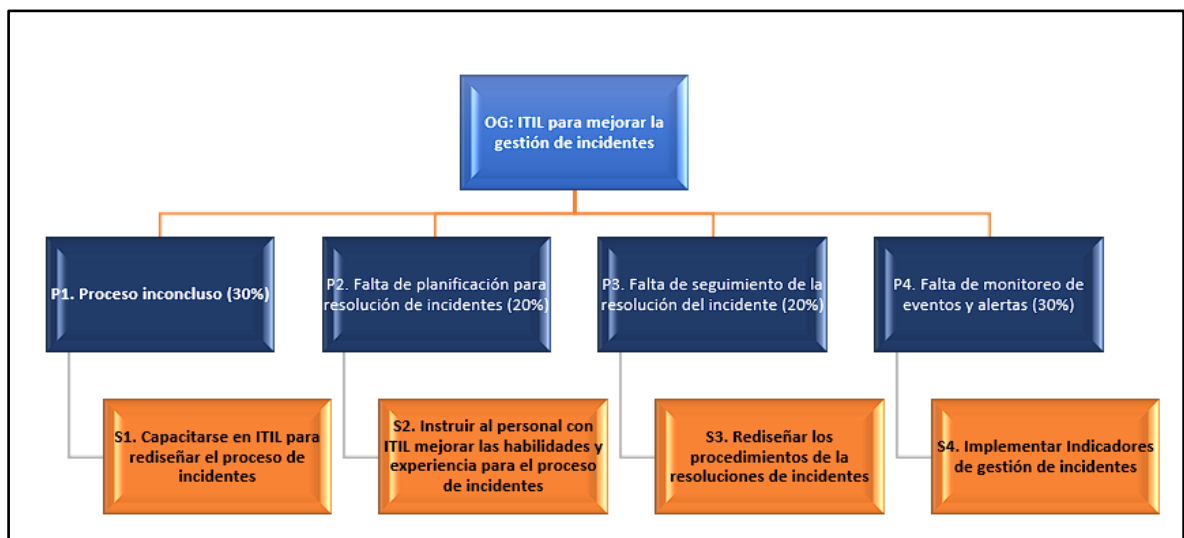 OG: ITIL para mejorar la
gestión de incidentes
P1. Proceso inconcluso (30%)
P2. Falta de planificación para
resolución de incidentes (20%)
P3. Falta de seguimiento de la
resolución del incidente (20%)
P4. Falta de monitoreo de
eventos y alertas (30%)
S1. Capacitarse en ITIL para
rediseñar el proceso de
incidentes
S2. Instruir al personal con
ITIL mejorar las habilidades y
experiencia para el proceso
de incidentes
S3. Rediseñar los
procedimientos de la
resoluciones de incidentes
S4. Implementar Indicadores
de gestión de incidentes